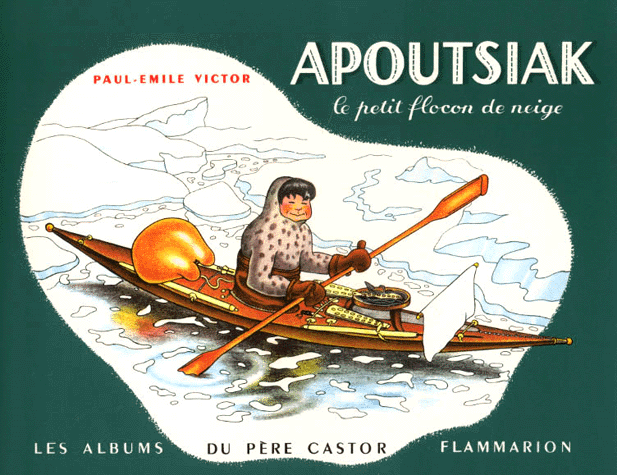 PAUL-EMILE VICTOR
APOUTSIAK
le petit flocon de neige
LES ALBUMS DU PÈRE CASTOR FLAMMARION